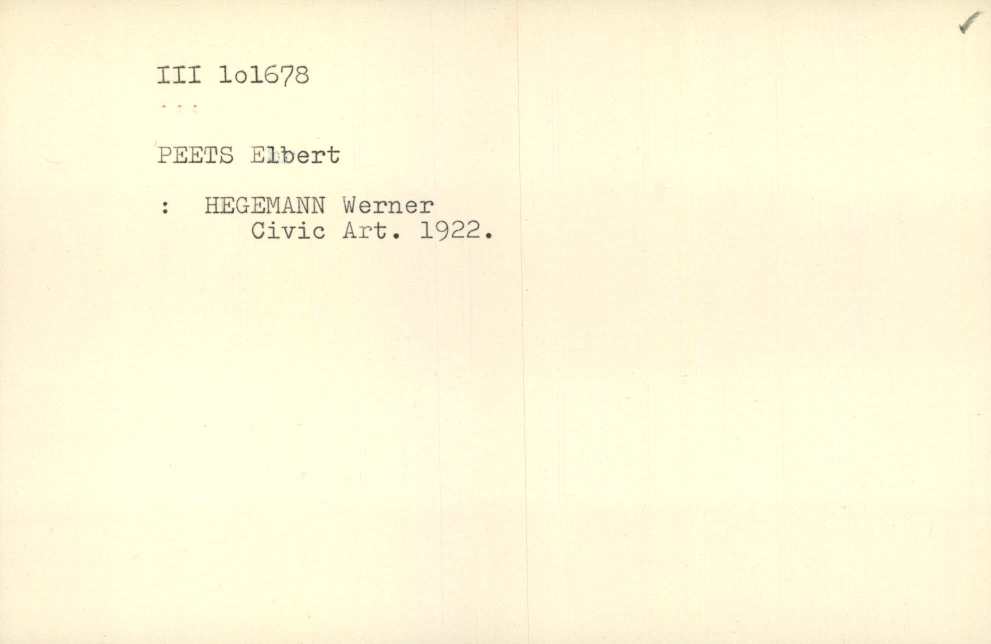 III 1o1678
- - -
PEETS Elbert
: HEGEMANN Werner
Civic Art. 1922.